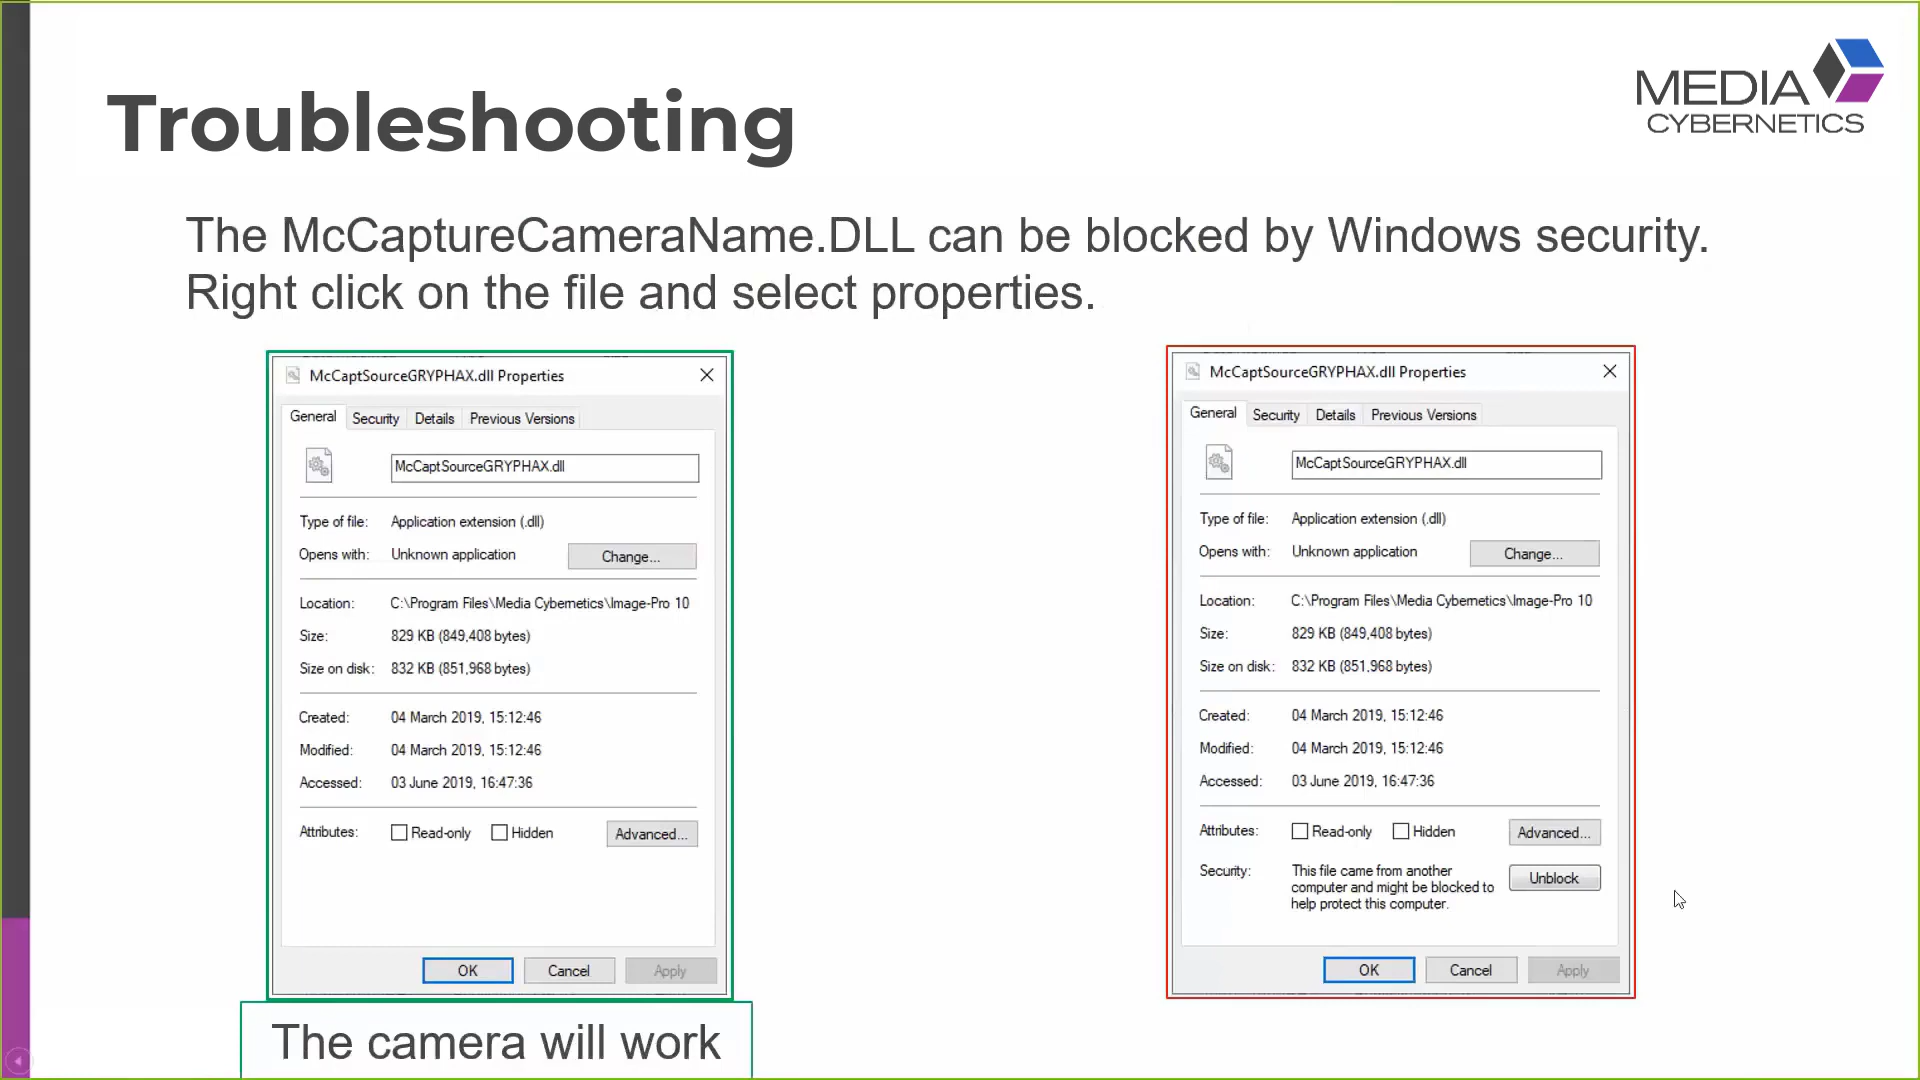 MEDIA
CYBERNETICS
Troubleshooting
The McCaptureCameraName.DLL can be blocked by Windows security.
Right click on the file and select properties.
McCaptSourceGRYPHAX.dll Properties
General Security Details Previous Versions
McCaptSourceGRYPHAX.dll
Type of file: Application extension (.dll)
Opens with: Unknown application Change...
Location: C:\Program Files\Media Cybernetics\Image-Pro 10
Size: 829 KB (849,408 bytes)
Size on disk: 832 KB (851,968 bytes)
Created: 04 March 2019, 15:12:46
Modified: 04 March 2019, 15:12:46
Accessed: 03 June 2019, 16:47:36
Attributes: Read-only Hidden Advanced...
OK Cancel Apply
The camera will work
McCaptSourceGRYPHAX.dll Properties
General Security Details Previous Versions
McCaptSourceGRYPHAX.dll
Type of file: Application extension (.dll)
Opens with: Unknown application Change...
Location: C:\Program Files\Media Cybernetics\Image-Pro 10
Size: 829 KB (849,408 bytes)
Size on disk: 832 KB (851,968 bytes)
Created: 04 March 2019, 15:12:46
Modified: 04 March 2019, 15:12:46
Accessed: 03 June 2019, 16:47:36
Attributes: Read-only Hidden Advanced...
Security: This file came from another
computer and might be blocked to
help protect this computer.
Unblock
OK Cancel Apply